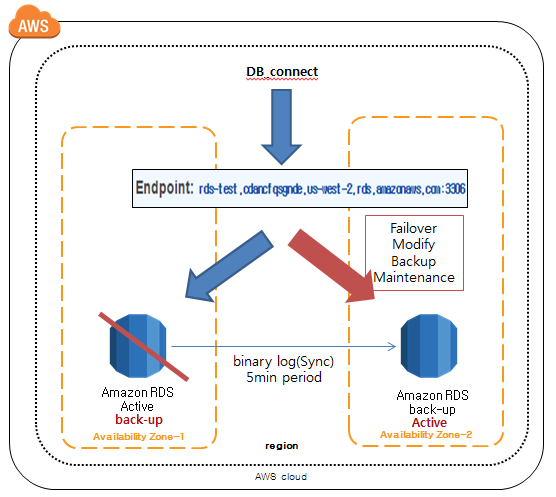 AWS
DB_connect
Endpoint: rds-test.cdancfqsgnde.us-west-2.rds.amazonaws.com:3306
Failover
Modify
Backup
Maintenance
binary log(Sync)
5min period
Amazon RDS
Active
back-up
Availability Zone-1
Amazon RDS
back-up
Active
Availability Zone-2
region
AWS cloud